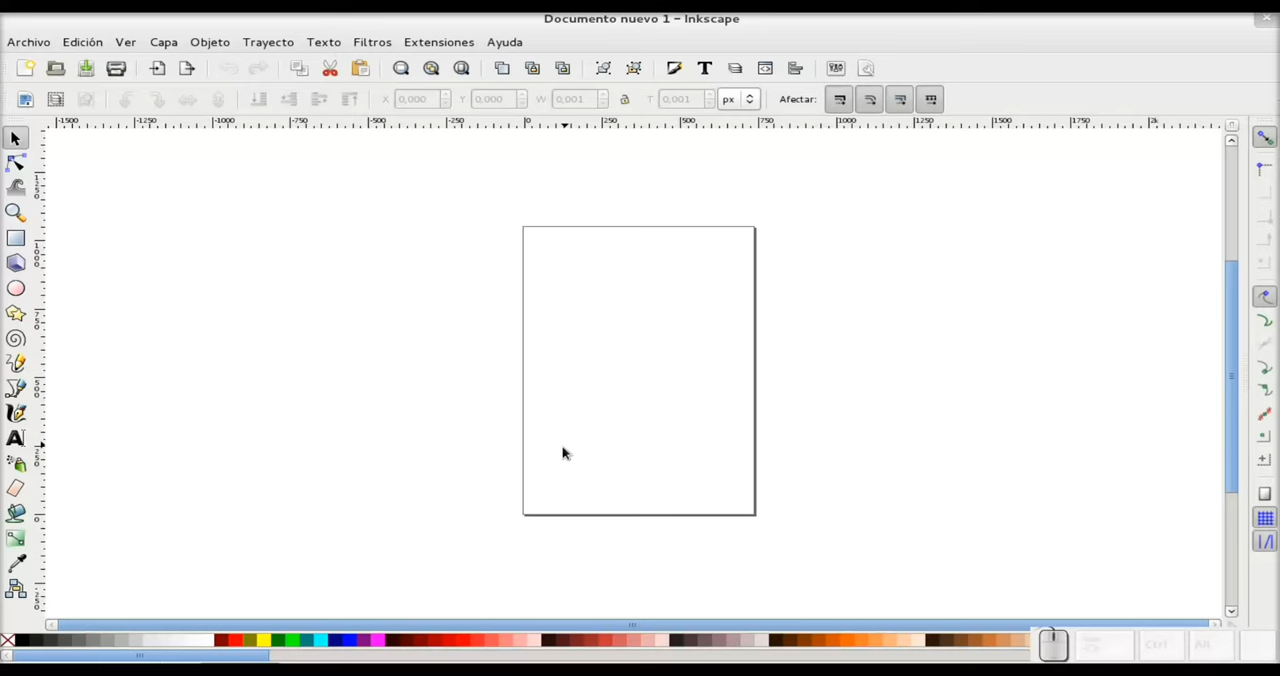 Documento nuevo 1 – Inkscape
Archivo Edición Ver Capa Objeto Trayecto Texto Filtros Extensiones Ayuda
X 0,000 Y 0,000 W 0,001 T 0,001 px Afectar:
-1500 -1250 -1000 -750 -500 -250 0 250 500 750 1000 1250 1500 1750
Ctrl Alt